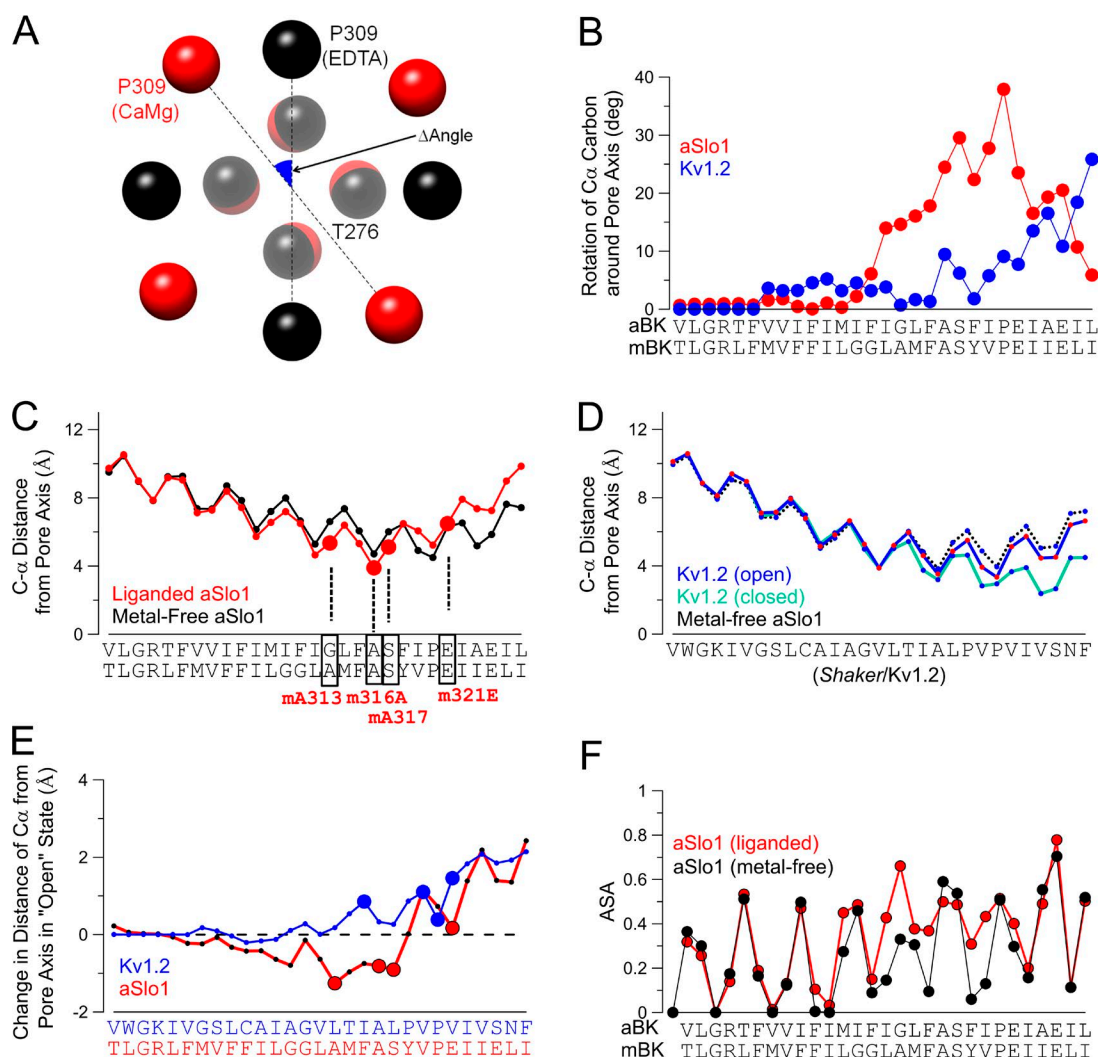 A
P309
(EDTA)
P309
(CaMg)
ΔAngle
T276
B
Rotation of Cα Carbon
around Pore Axis (deg)
40
30
20
10
0
aSlo1
Kv1.2
aBK VLGRTFVVIFIMIFIGLFASFIPEIAEIL
mBK TLGRLFMVFFILGGLAMFASYVPEIIELI
C
C-α Distance
from Pore Axis (Å)
12
8
4
0
Liganded aSlo1
Metal-Free aSlo1
VLGRTFVVIFIMIFIGLFASFIPEIAEIL
TLGRLFMVFFILGGLAMFASYVPEIIELI
mA313 m316A m321E
mA317
D
C-α Distance
from Pore Axis (Å)
12
8
4
0
Kv1.2 (open)
Kv1.2 (closed)
Metal-free aSlo1
VWGKIVGSLCAIAGVLTIALPVPVIVSNF
(Shaker/Kv1.2)
E
Change in Distance of Cα from
Pore Axis in "Open" State (Å)
4
2
0
-2
Kv1.2
aSlo1
VWGKIVGSLCAIAGVLTIALPVPVIVSNF
TLGRLFMVFFILGGLAMFASYVPEIIELI
F
ASA
1
0.8
0.6
0.4
0.2
0
aSlo1 (liganded)
aSlo1 (metal-free)
aBK VLGRTFVVIFIMIFIGLFASFIPEIAEIL
mBK TLGRLFMVFFILGGLAMFASYVPEIIELI